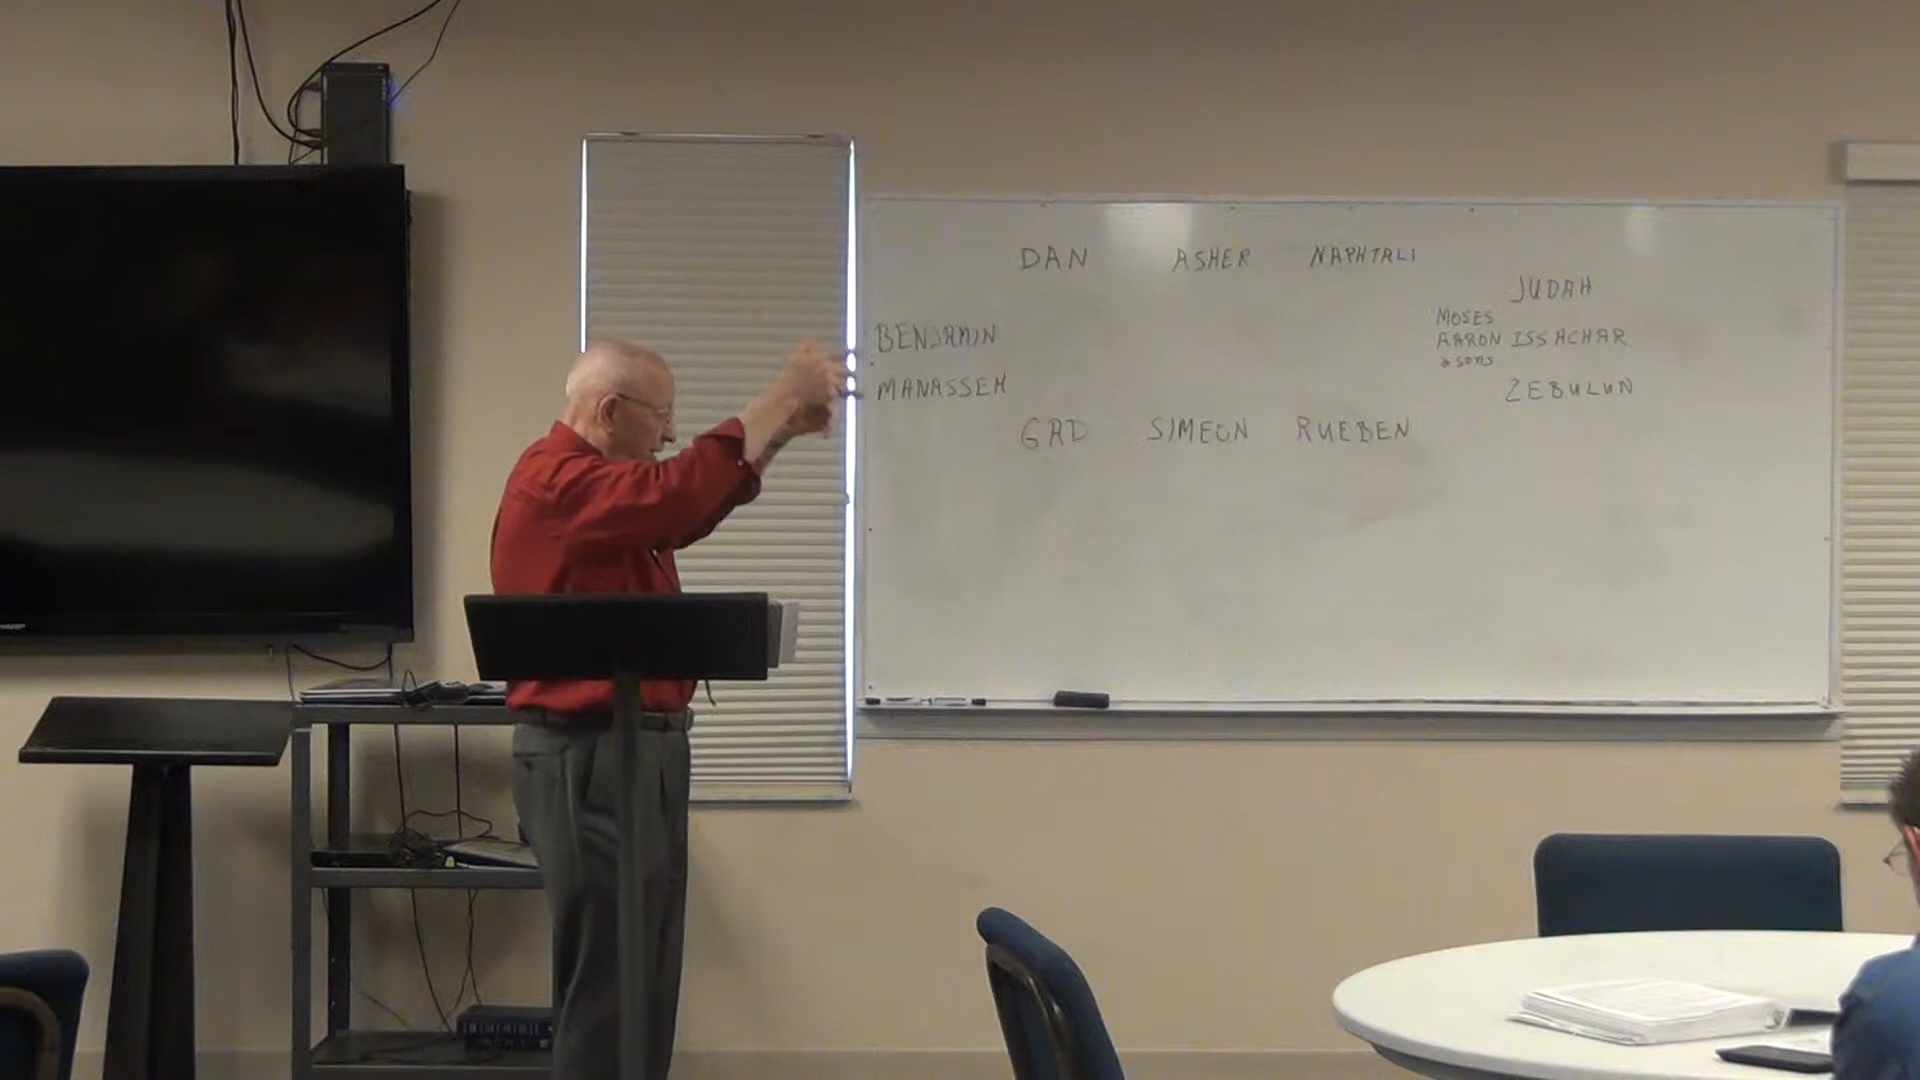 DAN ASHER NAPHTALI
JUDAH
BENJAMIN
MOSES
AARON ISSACHAR
& SONS
MANASSEH
ZEBULUN
GAD SIMEON RUEBEN